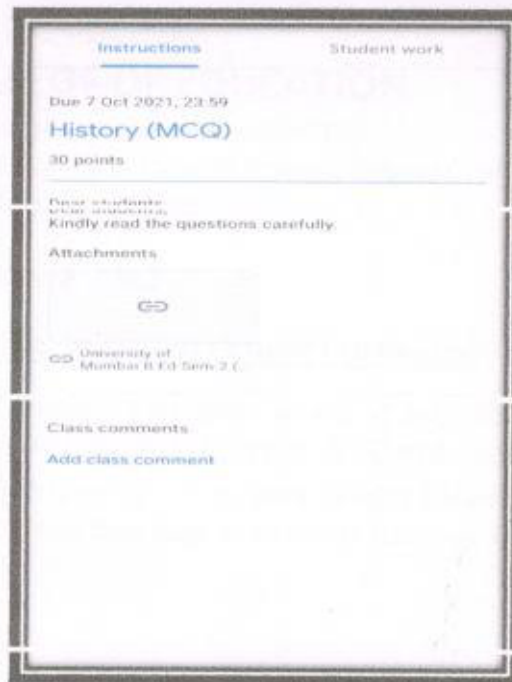 Instructions Student work
Due 7 Oct 2021, 23:59
History (MCQ)
30 points
Dear students,
Kindly read the questions carefully.
Attachments
University of
Mumbai B.Ed Sem 2 (...
Class comments
Add class comment